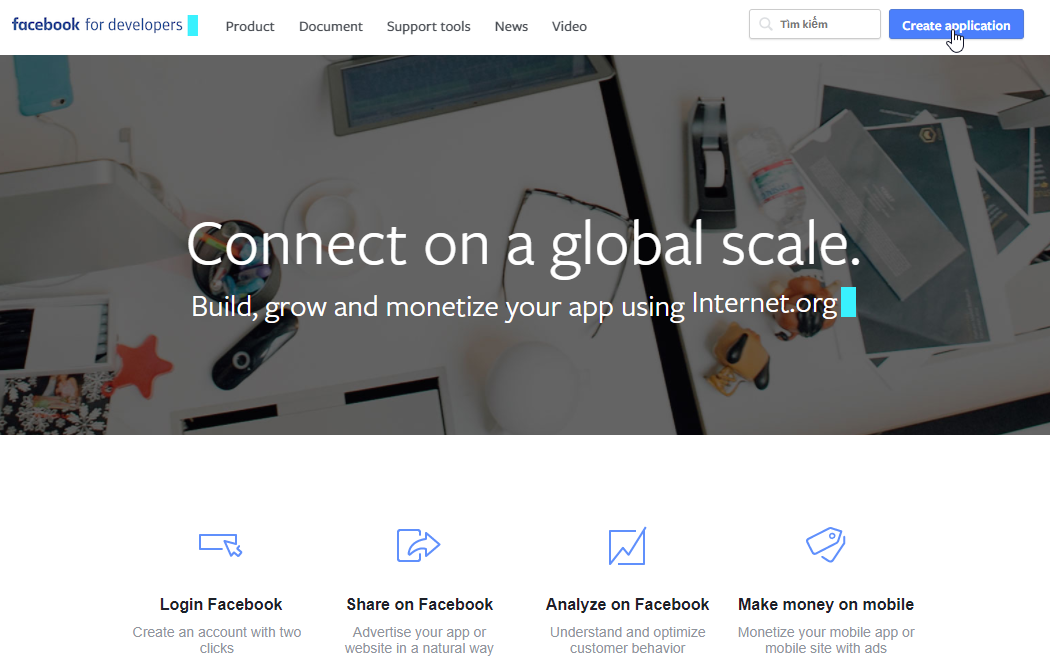 facebook for developers
Product
Document
Support tools
News
Video
Tìm kiếm
Create application
Connect on a global scale.
Build, grow and monetize your app using Internet.org
Login Facebook
Create an account with two
clicks
Share on Facebook
Advertise your app or
website in a natural way
Analyze on Facebook
Understand and optimize
customer behavior
Make money on mobile
Monetize your mobile app or
mobile site with ads